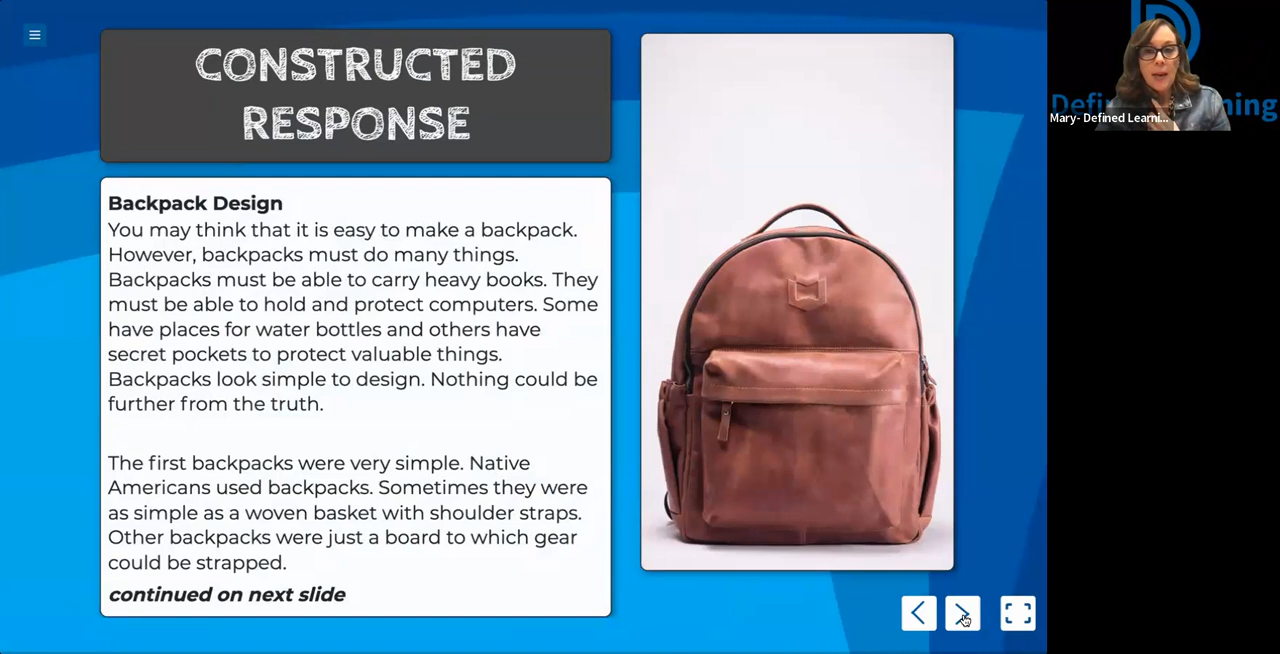 CONSTRUCTED
RESPONSE
Backpack Design
You may think that it is easy to make a backpack.
However, backpacks must do many things.
Backpacks must be able to carry heavy books. They
must be able to hold and protect computers. Some
have places for water bottles and others have
secret pockets to protect valuable things.
Backpacks look simple to design. Nothing could be
further from the truth.
The first backpacks were very simple. Native
Americans used backpacks. Sometimes they were
as simple as a woven basket with shoulder straps.
Other backpacks were just a board to which gear
could be strapped.
continued on next slide
Mary- Defined Learni...